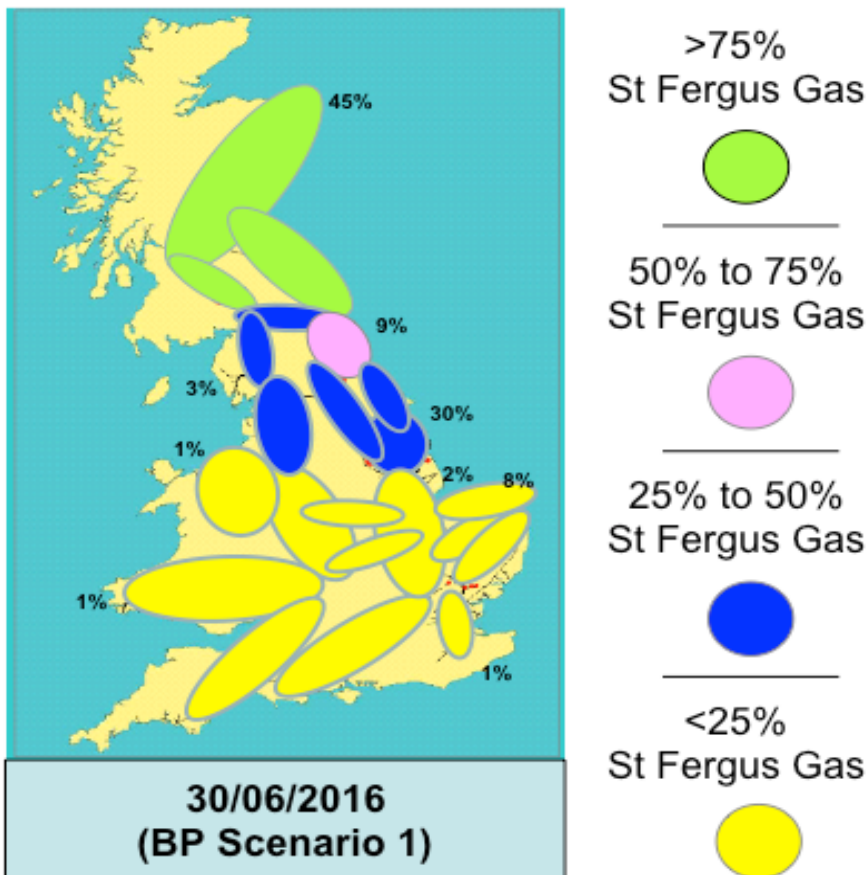 45%
9%
3%
30%
1%
2%
8%
1%
1%
30/06/2016
(BP Scenario 1)
>75%
St Fergus Gas
50% to 75%
St Fergus Gas
25% to 50%
St Fergus Gas
<25%
St Fergus Gas